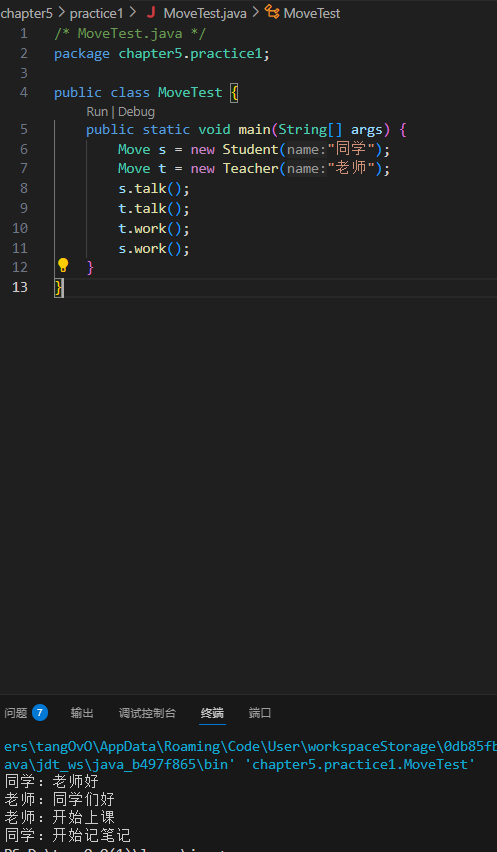 chapter5 > practice1 > J MoveTest.java > MoveTest
1 /* MoveTest.java */
2 package chapter5.practice1;
3
4 public class MoveTest {
Run | Debug
5 public static void main(String[] args) {
6 Move s = new Student(name:"同学");
7 Move t = new Teacher(name:"老师");
8 s.talk();
9 t.talk();
10 t.work();
11 s.work();
12 }
13 }
问题 7 输出 调试控制台 终端 端口
ers\tangOvO\AppData\Roaming\Code\User\workspaceStorage\0db85fb
ava\jdt_ws\java_b497f865\bin' 'chapter5.practice1.MoveTest'
同学：老师好
老师：同学们好
老师：开始上课
同学：开始记笔记